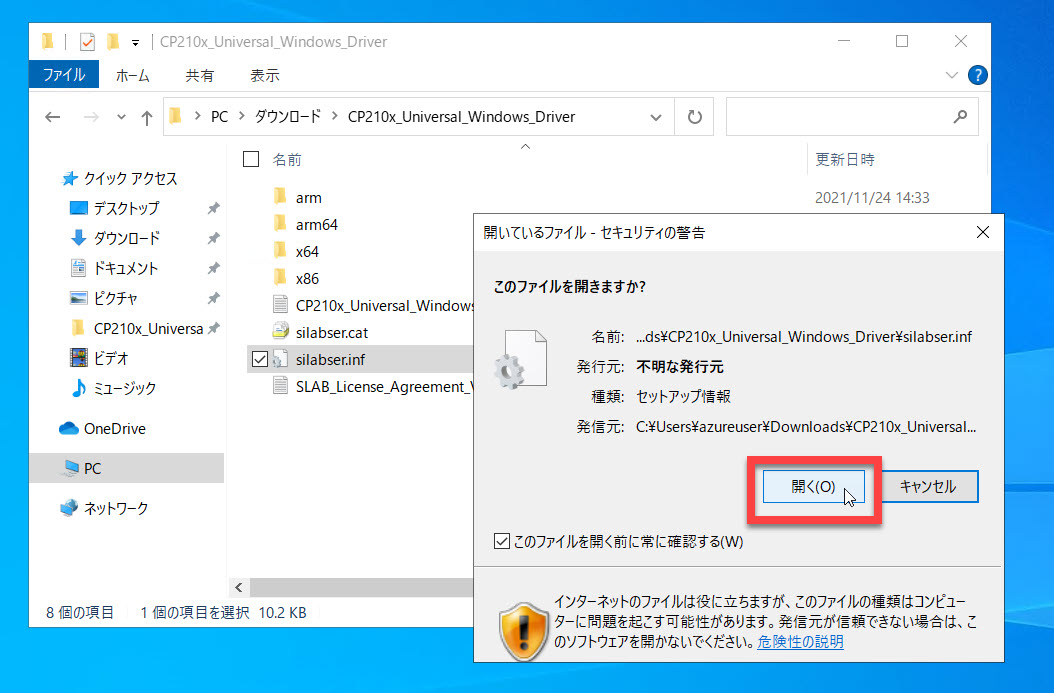 CP210x_Universal_Windows_Driver
ファイル ホーム 共有 表示
PC ダウンロード CP210x_Universal_Windows_Driver
名前 更新日時
クイック アクセス
デスクトップ
ダウンロード
ドキュメント
ピクチャ
CP210x_Universa
ビデオ
ミュージック
OneDrive
PC
ネットワーク
arm 2021/11/24 14:33
arm64
x64
x86
CP210x_Universal_Windows
silabser.cat
silabser.inf
SLAB_License_Agreement_V
8 個の項目 1 個の項目を選択 10.2 KB
開いているファイル - セキュリティの警告
このファイルを開きますか?
名前: ...ds¥CP210x_Universal_Windows_Driver¥silabser.inf
発行元: 不明な発行元
種類: セットアップ情報
発信元: C:¥Users¥azureuser¥Downloads¥CP210x_Universal...
開く(O) キャンセル
このファイルを開く前に常に確認する(W)
インターネットのファイルは役に立ちますが、このファイルの種類はコンピュー
ターに問題を起こす可能性があります。発信元が信頼できない場合は、こ
のソフトウェアを開かないでください。危険性の説明